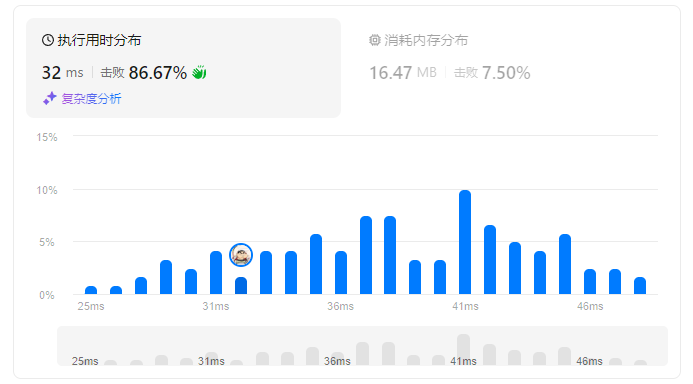 执行用时分布
消耗内存分布
32 ms 击败 86.67%
16.47 MB 击败 7.50%
复杂度分析
15%
10%
5%
0%
25ms 31ms 36ms 41ms 46ms
25ms 31ms 36ms 41ms 46ms